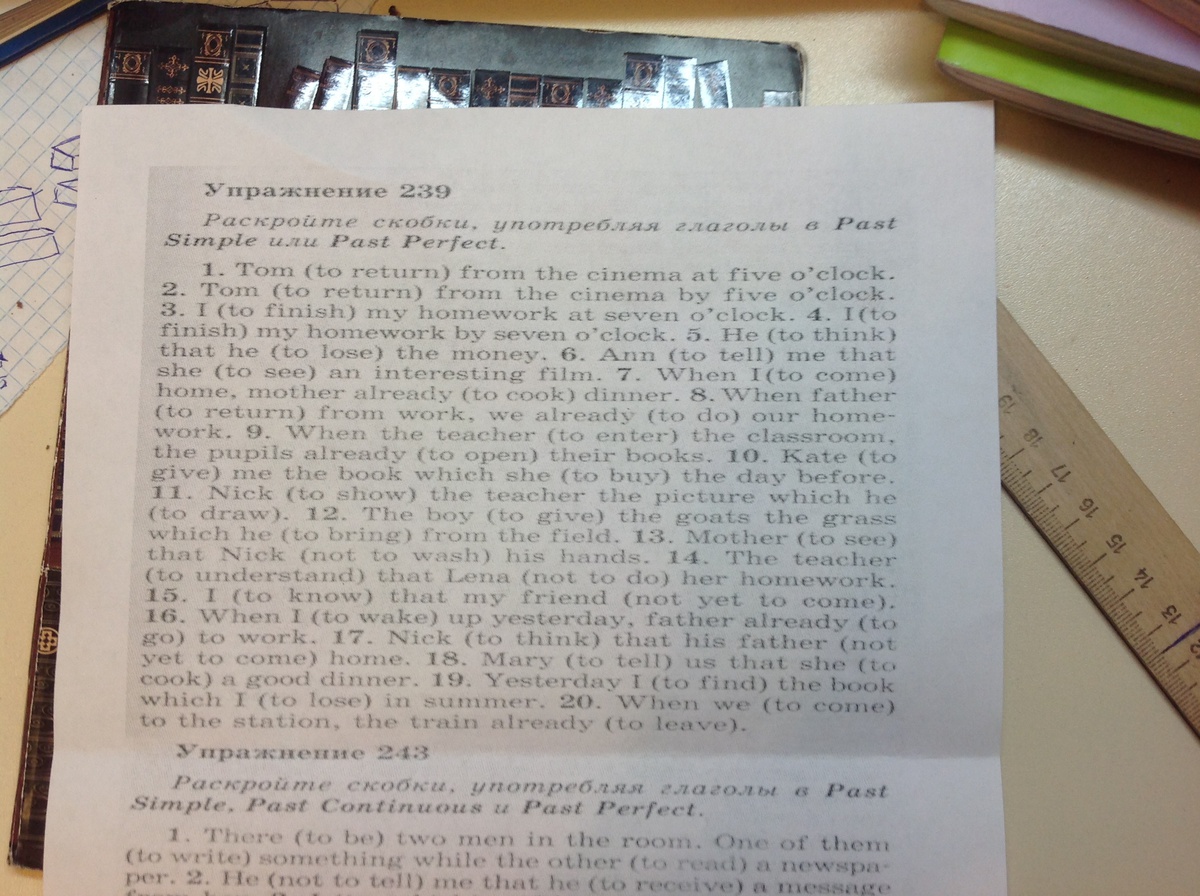 Упражнение 239
Раскройте скобки, употребляя глаголы в Past
Simple или Past Perfect.
1. Tom (to return) from the cinema at five o'clock.
2. Tom (to return) from the cinema by five o'clock.
3. I (to finish) my homework at seven o'clock. 4. I(to
finish) my homework by seven o'clock. 5. He (to think)
that he (to lose) the money. 6. Ann (to tell) me that
she (to see) an interesting film. 7. When I(to come)
home, mother already (to cook) dinner. 8. When father
(to return) from work, we already (to do) our home-
work. 9. When the teacher (to enter) the classroom,
the pupils already (to open) their books. 10. Kate (to
give) me the book which she (to buy) the day before.
11. Nick (to show) the teacher the picture which he
(to draw). 12. The boy (to give) the goats the grass
which he (to bring) from the field. 13. Mother (to see)
that Nick (not to wash) his hands. 14. The teacher
(to understand) that Lena (not to do) her homework.
15. I (to know) that my friend (not yet to come).
16. When I (to wake) up yesterday, father already (to
go) to work. 17. Nick (to think) that his father (not
yet to come) home. 18. Mary (to tell) us that she (to
cook) a good dinner. 19. Yesterday I (to find) the book
which I (to lose) in summer. 20. When we (to come)
to the station, the train already (to leave).
Упражнение 243
Раскройте скобки, употребляя глаголы в Past
Simple, Past Continuous и Past Perfect.
1. There (to be) two men in the room. One of them
(to write) something while the other (to read) a newspa-
per. 2. He (not to tell) me that he (to receive) a message
19
18
17
16
15
14
13
12